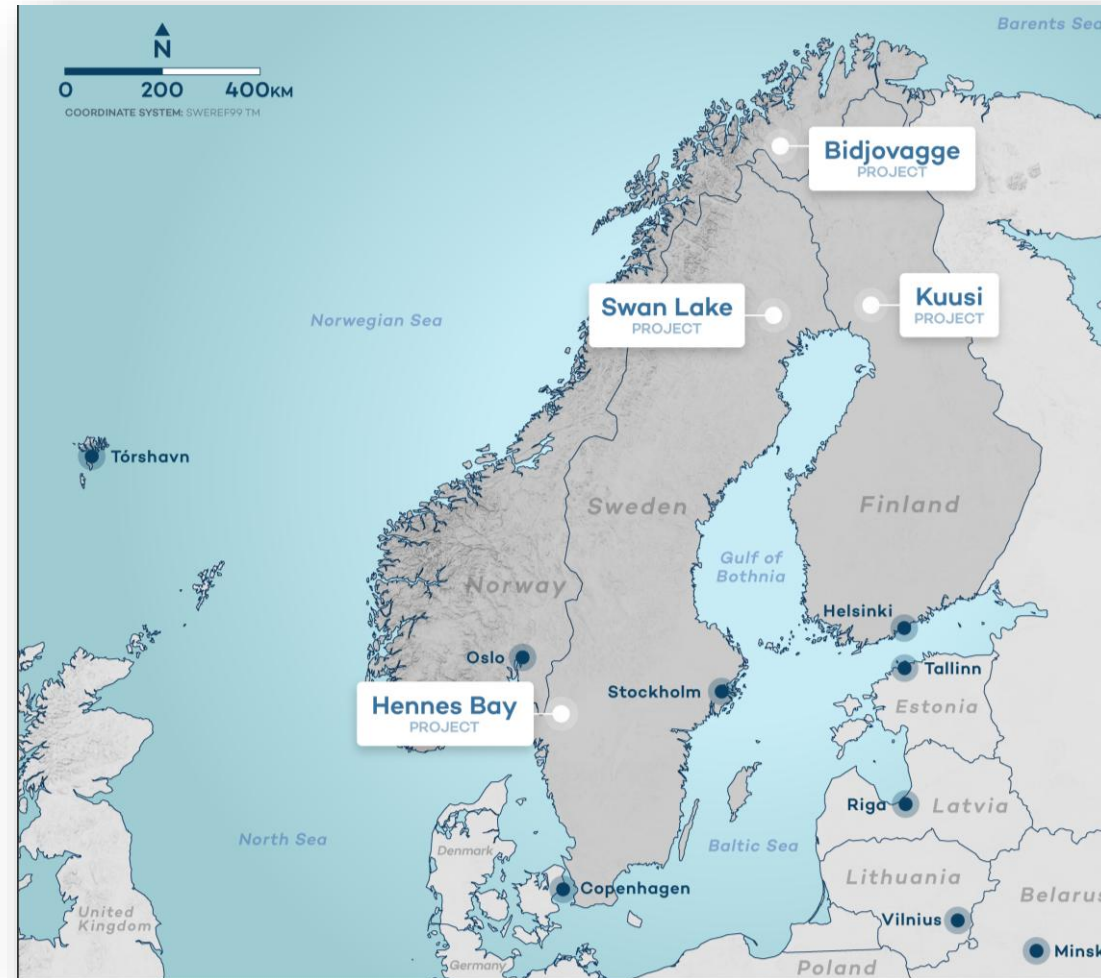 Barents Sea
N
0 200 400KM
COORDINATE SYSTEM: SWEREF99 TM
Bidjovagge
PROJECT
Swan Lake
PROJECT
Kuusi
PROJECT
Norwegian Sea
Tórshavn
Sweden
Finland
Gulf of
Bothnia
Norway
Helsinki
Oslo
Tallinn
Stockholm
Estonia
Hennes Bay
PROJECT
Riga
Latvia
North Sea
Denmark
Baltic Sea
Copenhagen
Lithuania
Belarus
United
Kingdom
Vilnius
Minsk
Germany
Poland